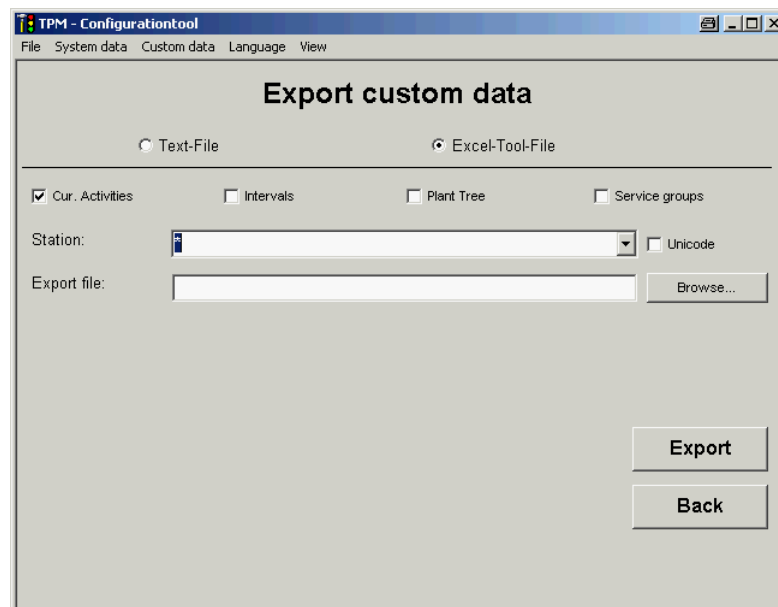 TPM - Configurationtool
File System data Custom data Language View
Export custom data
Text-File Excel-Tool-File
Cur. Activities Intervals Plant Tree Service groups
Station: * Unicode
Export file: Browse...
Export
Back